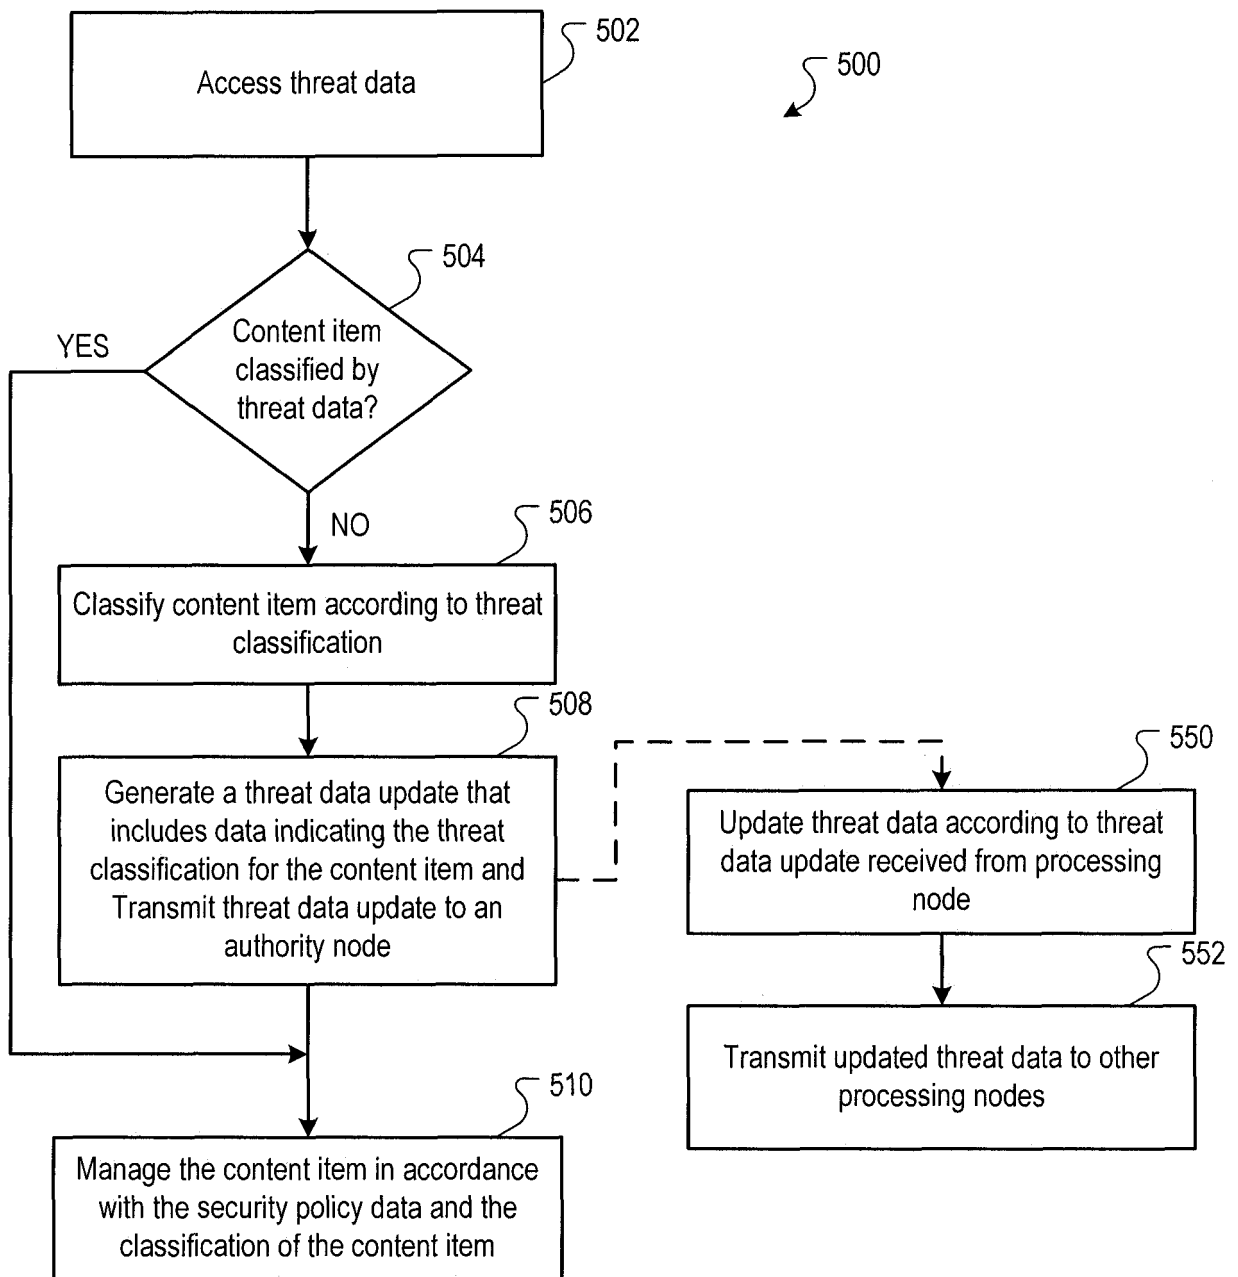 502
Access threat data
500
504
Content item
classified by
threat data?
YES
NO
506
Classify content item according to threat
classification
508
Generate a threat data update that
includes data indicating the threat
classification for the content item and
Transmit threat data update to an
authority node
550
Update threat data according to threat
data update received from processing
node
552
Transmit updated threat data to other
processing nodes
510
Manage the content item in accordance
with the security policy data and the
classification of the content item